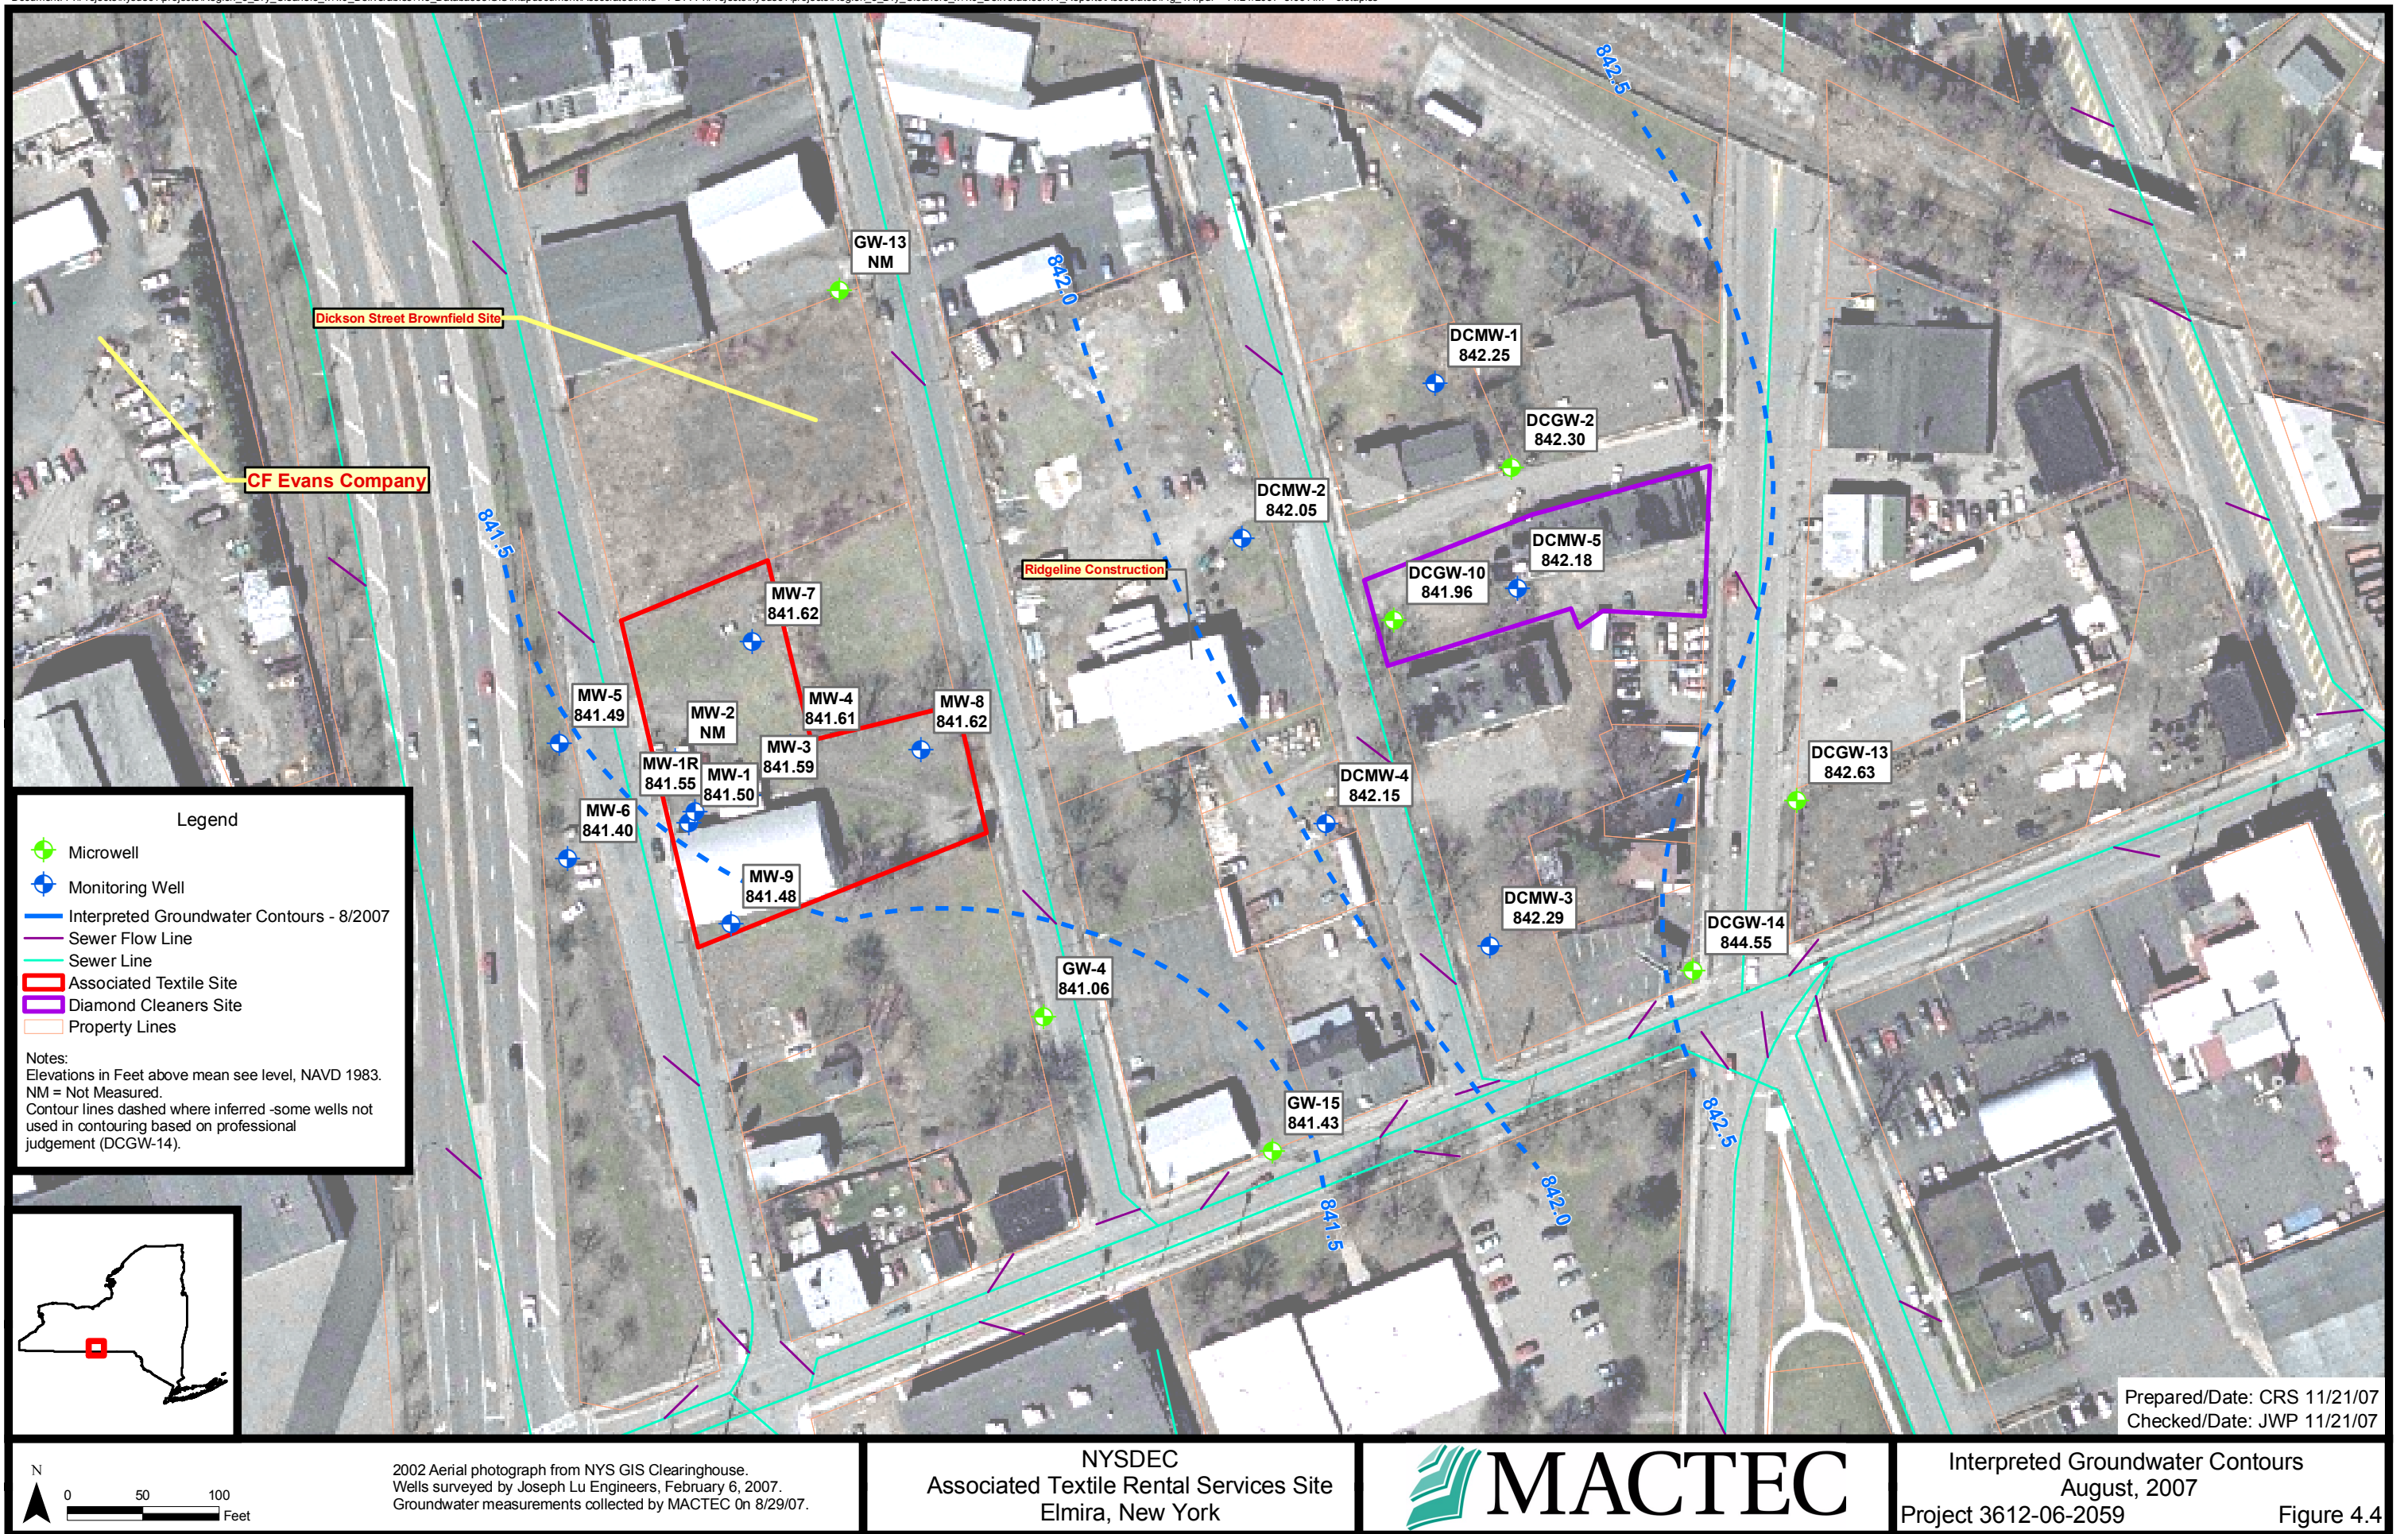 842.5
GW-13
NM
842.0
Dickson Street Brownfield Site
DCMW-1
842.25
DCGW-2
842.30
CF Evans Company
841.5
DCMW-2
842.05
DCMW-5
842.18
Ridgeline Construction
DCGW-10
841.96
MW-7
841.62
MW-5
841.49
MW-2
NM
MW-4
841.61
MW-8
841.62
MW-3
841.59
MW-1R
841.55
MW-1
841.50
DCGW-13
842.63
DCMW-4
842.15
MW-6
841.40
MW-9
841.48
DCMW-3
842.29
DCGW-14
844.55
GW-4
841.06
GW-15
841.43
842.5
842.0
841.5
Legend
Microwell
Monitoring Well
Interpreted Groundwater Contours - 8/2007
Sewer Flow Line
Sewer Line
Associated Textile Site
Diamond Cleaners Site
Property Lines
Notes:
Elevations in Feet above mean see level, NAVD 1983.
NM = Not Measured.
Contour lines dashed where inferred -some wells not
used in contouring based on professional
judgement (DCGW-14).
Prepared/Date: CRS 11/21/07
Checked/Date: JWP 11/21/07
N
0 50 100
Feet
2002 Aerial photograph from NYS GIS Clearinghouse.
Wells surveyed by Joseph Lu Engineers, February 6, 2007.
Groundwater measurements collected by MACTEC 0n 8/29/07.
NYSDEC
Associated Textile Rental Services Site
Elmira, New York
MACTEC
Interpreted Groundwater Contours
August, 2007
Project 3612-06-2059 Figure 4.4